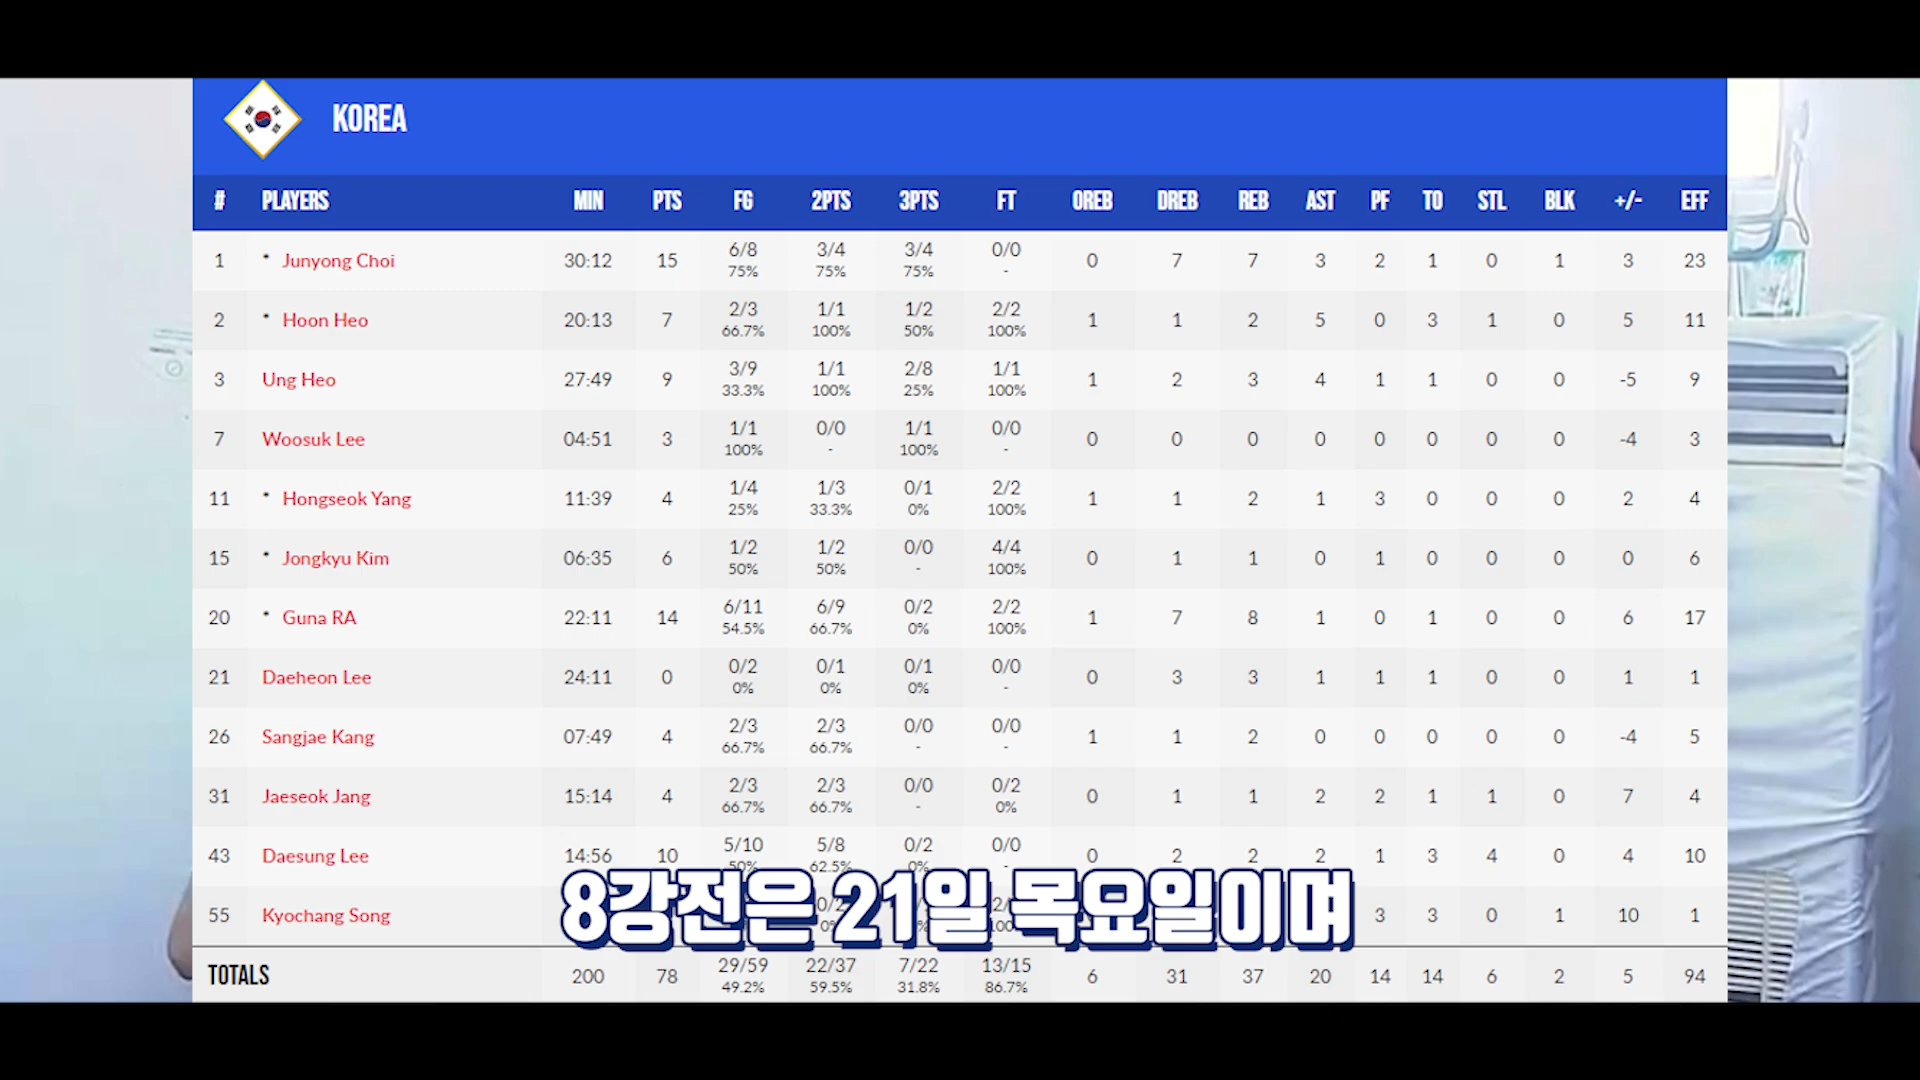 KOREA
# PLAYERS MIN PTS FG 2PTS 3PTS FT OREB DREB REB AST PF TO STL BLK +/- EFF
1 * Junyong Choi 30:12 15 6/8 3/4 3/4 0/0 0 7 7 3 2 1 0 1 3 23
75% 75% 75% -
2 * Hoon Heo 20:13 7 2/3 1/1 1/2 2/2 1 1 2 5 0 3 1 0 5 11
66.7% 100% 50% 100%
3 Ung Heo 27:49 9 3/9 1/1 2/8 1/1 1 2 3 4 1 1 0 0 -5 9
33.3% 100% 25% 100%
7 Woosuk Lee 04:51 3 1/1 0/0 1/1 0/0 0 0 0 0 0 0 0 0 -4 3
100% - 100% -
11 * Hongseok Yang 11:39 4 1/4 1/3 0/1 2/2 1 1 2 1 3 0 0 0 2 4
25% 33.3% 0% 100%
15 * Jongkyu Kim 06:35 6 1/2 1/2 0/0 4/4 0 1 1 0 1 0 0 0 0 6
50% 50% - 100%
20 * Guna RA 22:11 14 6/11 6/9 0/2 2/2 1 7 8 1 0 1 0 0 6 17
54.5% 66.7% 0% 100%
21 Daeheon Lee 24:11 0 0/2 0/1 0/1 0/0 0 3 3 1 1 1 0 0 1 1
0% 0% 0% -
26 Sangjae Kang 07:49 4 2/3 2/3 0/0 0/0 1 1 2 0 0 0 0 0 -4 5
66.7% 66.7% - -
31 Jaeseok Jang 15:14 4 2/3 2/3 0/0 0/2 0 1 1 2 2 1 1 0 7 4
66.7% 66.7% - 0%
43 Daesung Lee 14:56 10 5/10 5/8 0/2 0/0 0 2 2 2 1 3 4 0 4 10
50% 62.5% 0% -
55 Kyochang Song 3 3 0 1 10 1
8강전은 21일 목요일이며
TOTALS 200 78 29/59 22/37 7/22 13/15 6 31 37 20 14 14 6 2 5 94
49.2% 59.5% 31.8% 86.7%